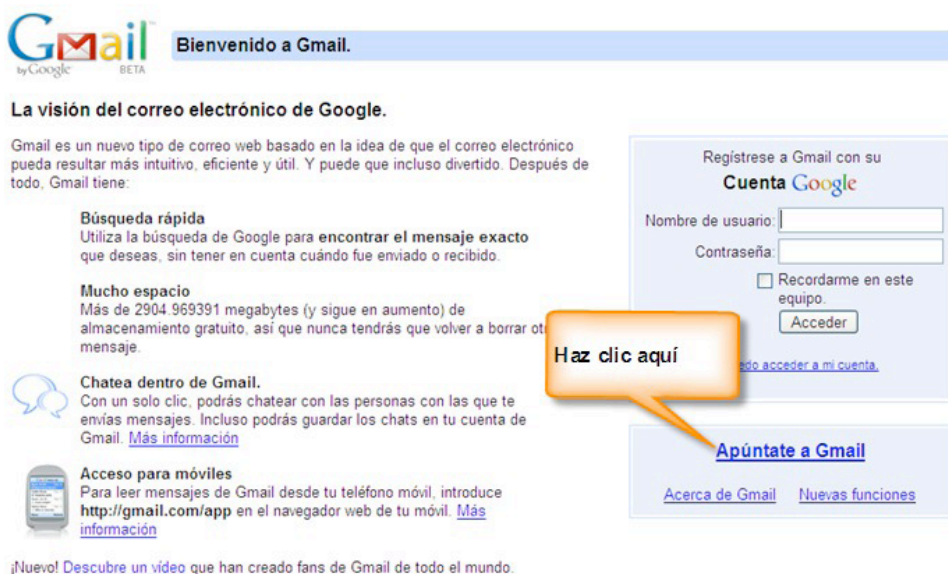 Gmail
by Google BETA
Bienvenido a Gmail.
La visión del correo electrónico de Google.
Gmail es un nuevo tipo de correo web basado en la idea de que el correo electrónico
pueda resultar más intuitivo, eficiente y útil. Y puede que incluso divertido. Después de
todo, Gmail tiene:
Búsqueda rápida
Utiliza la búsqueda de Google para encontrar el mensaje exacto
que deseas, sin tener en cuenta cuándo fue enviado o recibido.
Mucho espacio
Más de 2904.969391 megabytes (y sigue en aumento) de
almacenamiento gratuito, así que nunca tendrás que volver a borrar
mensaje.
Chatea dentro de Gmail.
Con un solo clic, podrás chatear con las personas con las que te
envías mensajes. Incluso podrás guardar los chats en tu cuenta de
Gmail. Más información
Acceso para móviles
Para leer mensajes de Gmail desde tu teléfono móvil, introduce
http://gmail.com/app en el navegador web de tu móvil. Más
información
¡Nuevo! Descubre un vídeo que han creado fans de Gmail de todo el mundo.
Regístrese a Gmail con su
Cuenta Google
Nombre de usuario:
Contraseña:
Recordarme en este
equipo.
Acceder
acceder a mi cuenta.
Haz clic aquí
Apúntate a Gmail
Acerca de Gmail Nuevas funciones